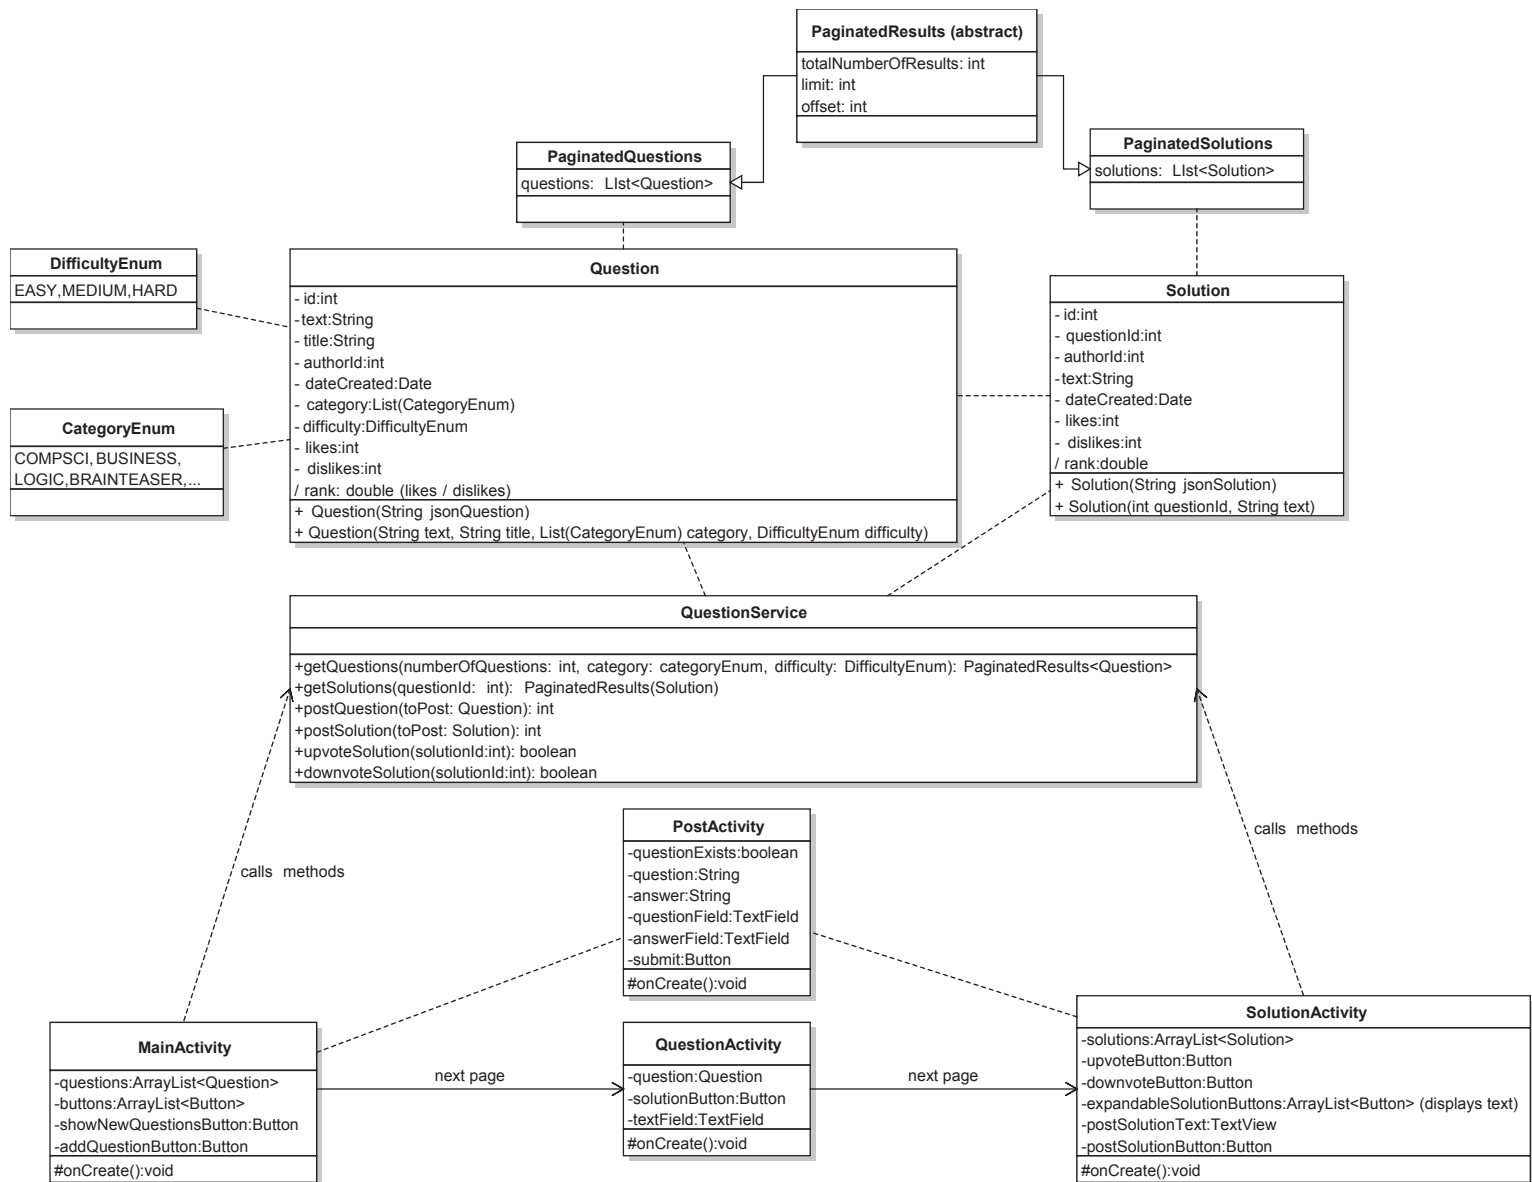 PaginatedResults (abstract)
totalNumberOfResults: int
limit: int
offset: int
PaginatedQuestions
questions: LIst<Question>
PaginatedSolutions
solutions: LIst<Solution>
DifficultyEnum
EASY,MEDIUM,HARD
CategoryEnum
COMPSCI,BUSINESS,
LOGIC,BRAINTEASER,...
Question
- id:int
-text:String
- title:String
- authorId:int
- dateCreated:Date
- category:List(CategoryEnum)
- difficulty:DifficultyEnum
- likes:int
- dislikes:int
/ rank: double (likes / dislikes)
+ Question(String jsonQuestion)
+ Question(String text, String title, List(CategoryEnum) category, DifficultyEnum difficulty)
Solution
- id:int
- questionId:int
- authorId:int
-text:String
- dateCreated:Date
- likes:int
- dislikes:int
/ rank:double
+ Solution(String jsonSolution)
+ Solution(int questionId, String text)
QuestionService
+getQuestions(numberOfQuestions: int, category: categoryEnum, difficulty: DifficultyEnum): PaginatedResults<Question>
+getSolutions(questionId: int): PaginatedResults(Solution)
+postQuestion(toPost: Question): int
+postSolution(toPost: Solution): int
+upvoteSolution(solutionId:int): boolean
+downvoteSolution(solutionId:int): boolean
calls methods
calls methods
PostActivity
-questionExists:boolean
-question:String
-answer:String
-questionField:TextField
-answerField:TextField
-submit:Button
#onCreate():void
MainActivity
-questions:ArrayList<Question>
-buttons:ArrayList<Button>
-showNewQuestionsButton:Button
-addQuestionButton:Button
#onCreate():void
next page
QuestionActivity
-question:Question
-solutionButton:Button
-textField:TextField
#onCreate():void
next page
SolutionActivity
-solutions:ArrayList<Solution>
-upvoteButton:Button
-downvoteButton:Button
-expandableSolutionButtons:ArrayList<Button> (displays text)
-postSolutionText:TextView
-postSolutionButton:Button
#onCreate():void